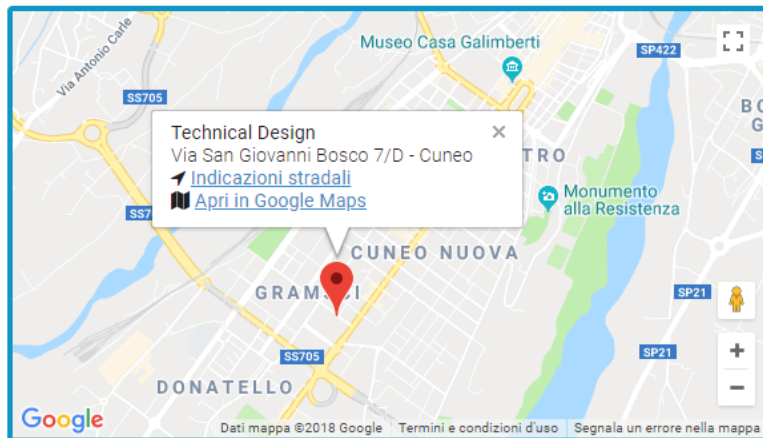 Via Antonio Carle
Museo Casa Galimberti
SP422
SS705
Technical Design
Via San Giovanni Bosco 7/D - Cuneo
Indicazioni stradali
Apri in Google Maps
TRO
Monumento
alla Resistenza
CUNEO NUOVA
SP21
SS705
SP21
DONATELLO
Google
Dati mappa ©2018 Google
Termini e condizioni d'uso
Segnala un errore nella mappa